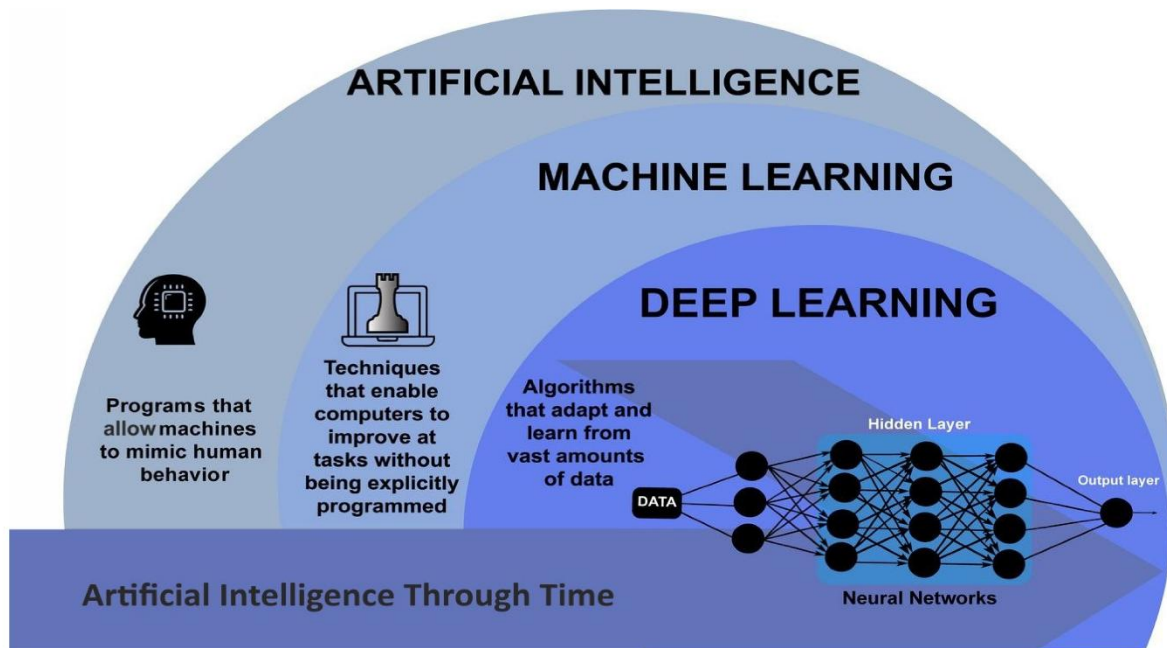 ARTIFICIAL INTELLIGENCE
MACHINE LEARNING
DEEP LEARNING
Programs that
allow machines
to mimic human
behavior
Techniques
that enable
computers to
improve at
tasks without
being explicitly
programmed
Algorithms
that adapt and
learn from
vast amounts
of data
DATA
Hidden Layer
Output layer
Neural Networks
Artificial Intelligence Through Time